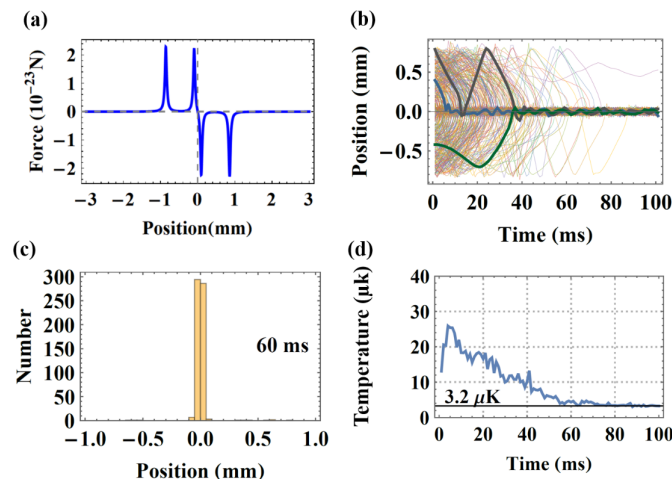 (a)
2
1
0
−1
−2
Force (10⁻²³N)
−3 −2 −1 0 1 2 3
Position(mm)
(b)
0.5
0.0
−0.5
Position (mm)
0 20 40 60 80 100
Time (ms)
(c)
300
250
200
150
100
50
0
Number
60 ms
−1.0 −0.5 0.0 0.5 1.0
Position (mm)
(d)
40
30
20
10
0
Temperature (μk)
3.2 μK
0 20 40 60 80 100
Time (ms)